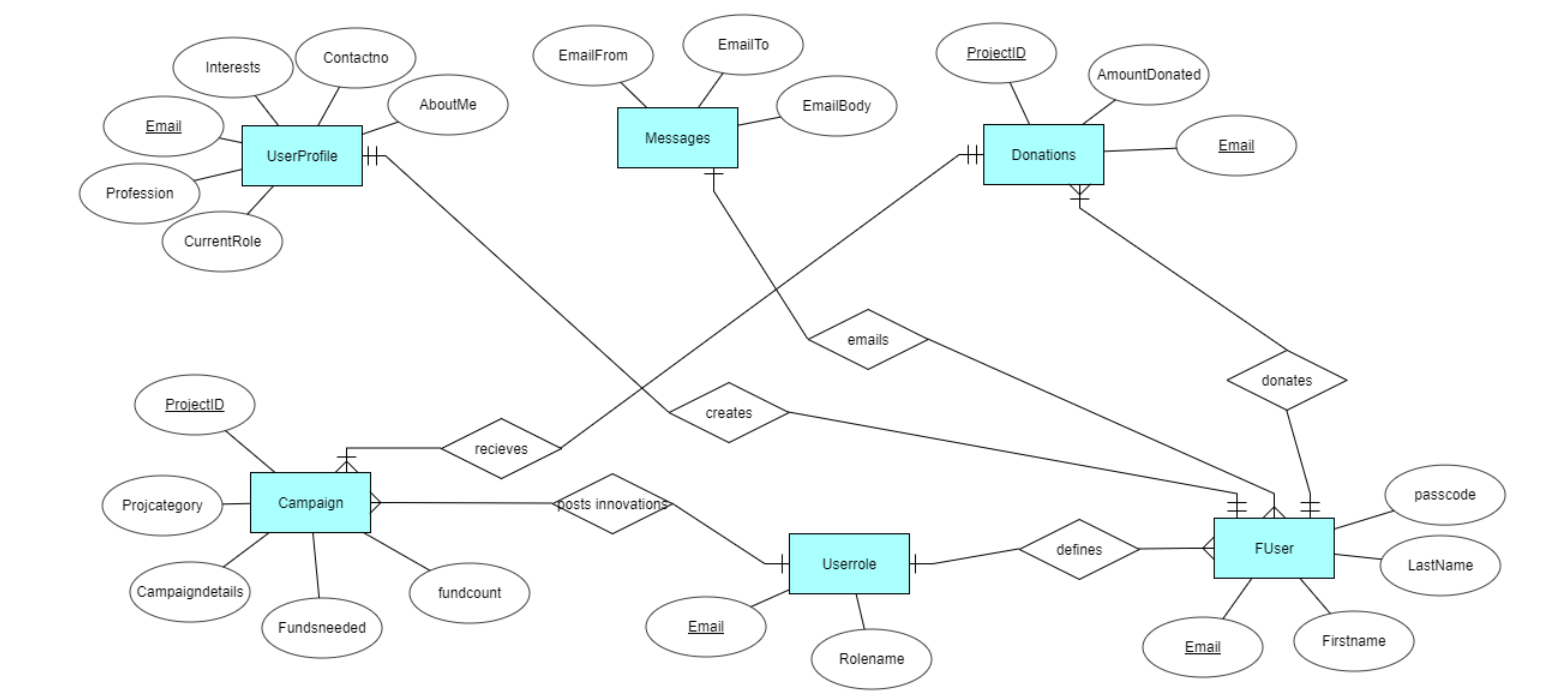 Interests
Contactno
AboutMe
Email
UserProfile
Profession
CurrentRole
EmailFrom
EmailTo
EmailBody
Messages
ProjectID
AmountDonated
Email
Donations
emails
donates
creates
recieves
ProjectID
Projcategory
Campaign
posts innovations
Campaigndetails
Fundsneeded
fundcount
Userrole
Email
Rolename
defines
FUser
passcode
LastName
Email
Firstname